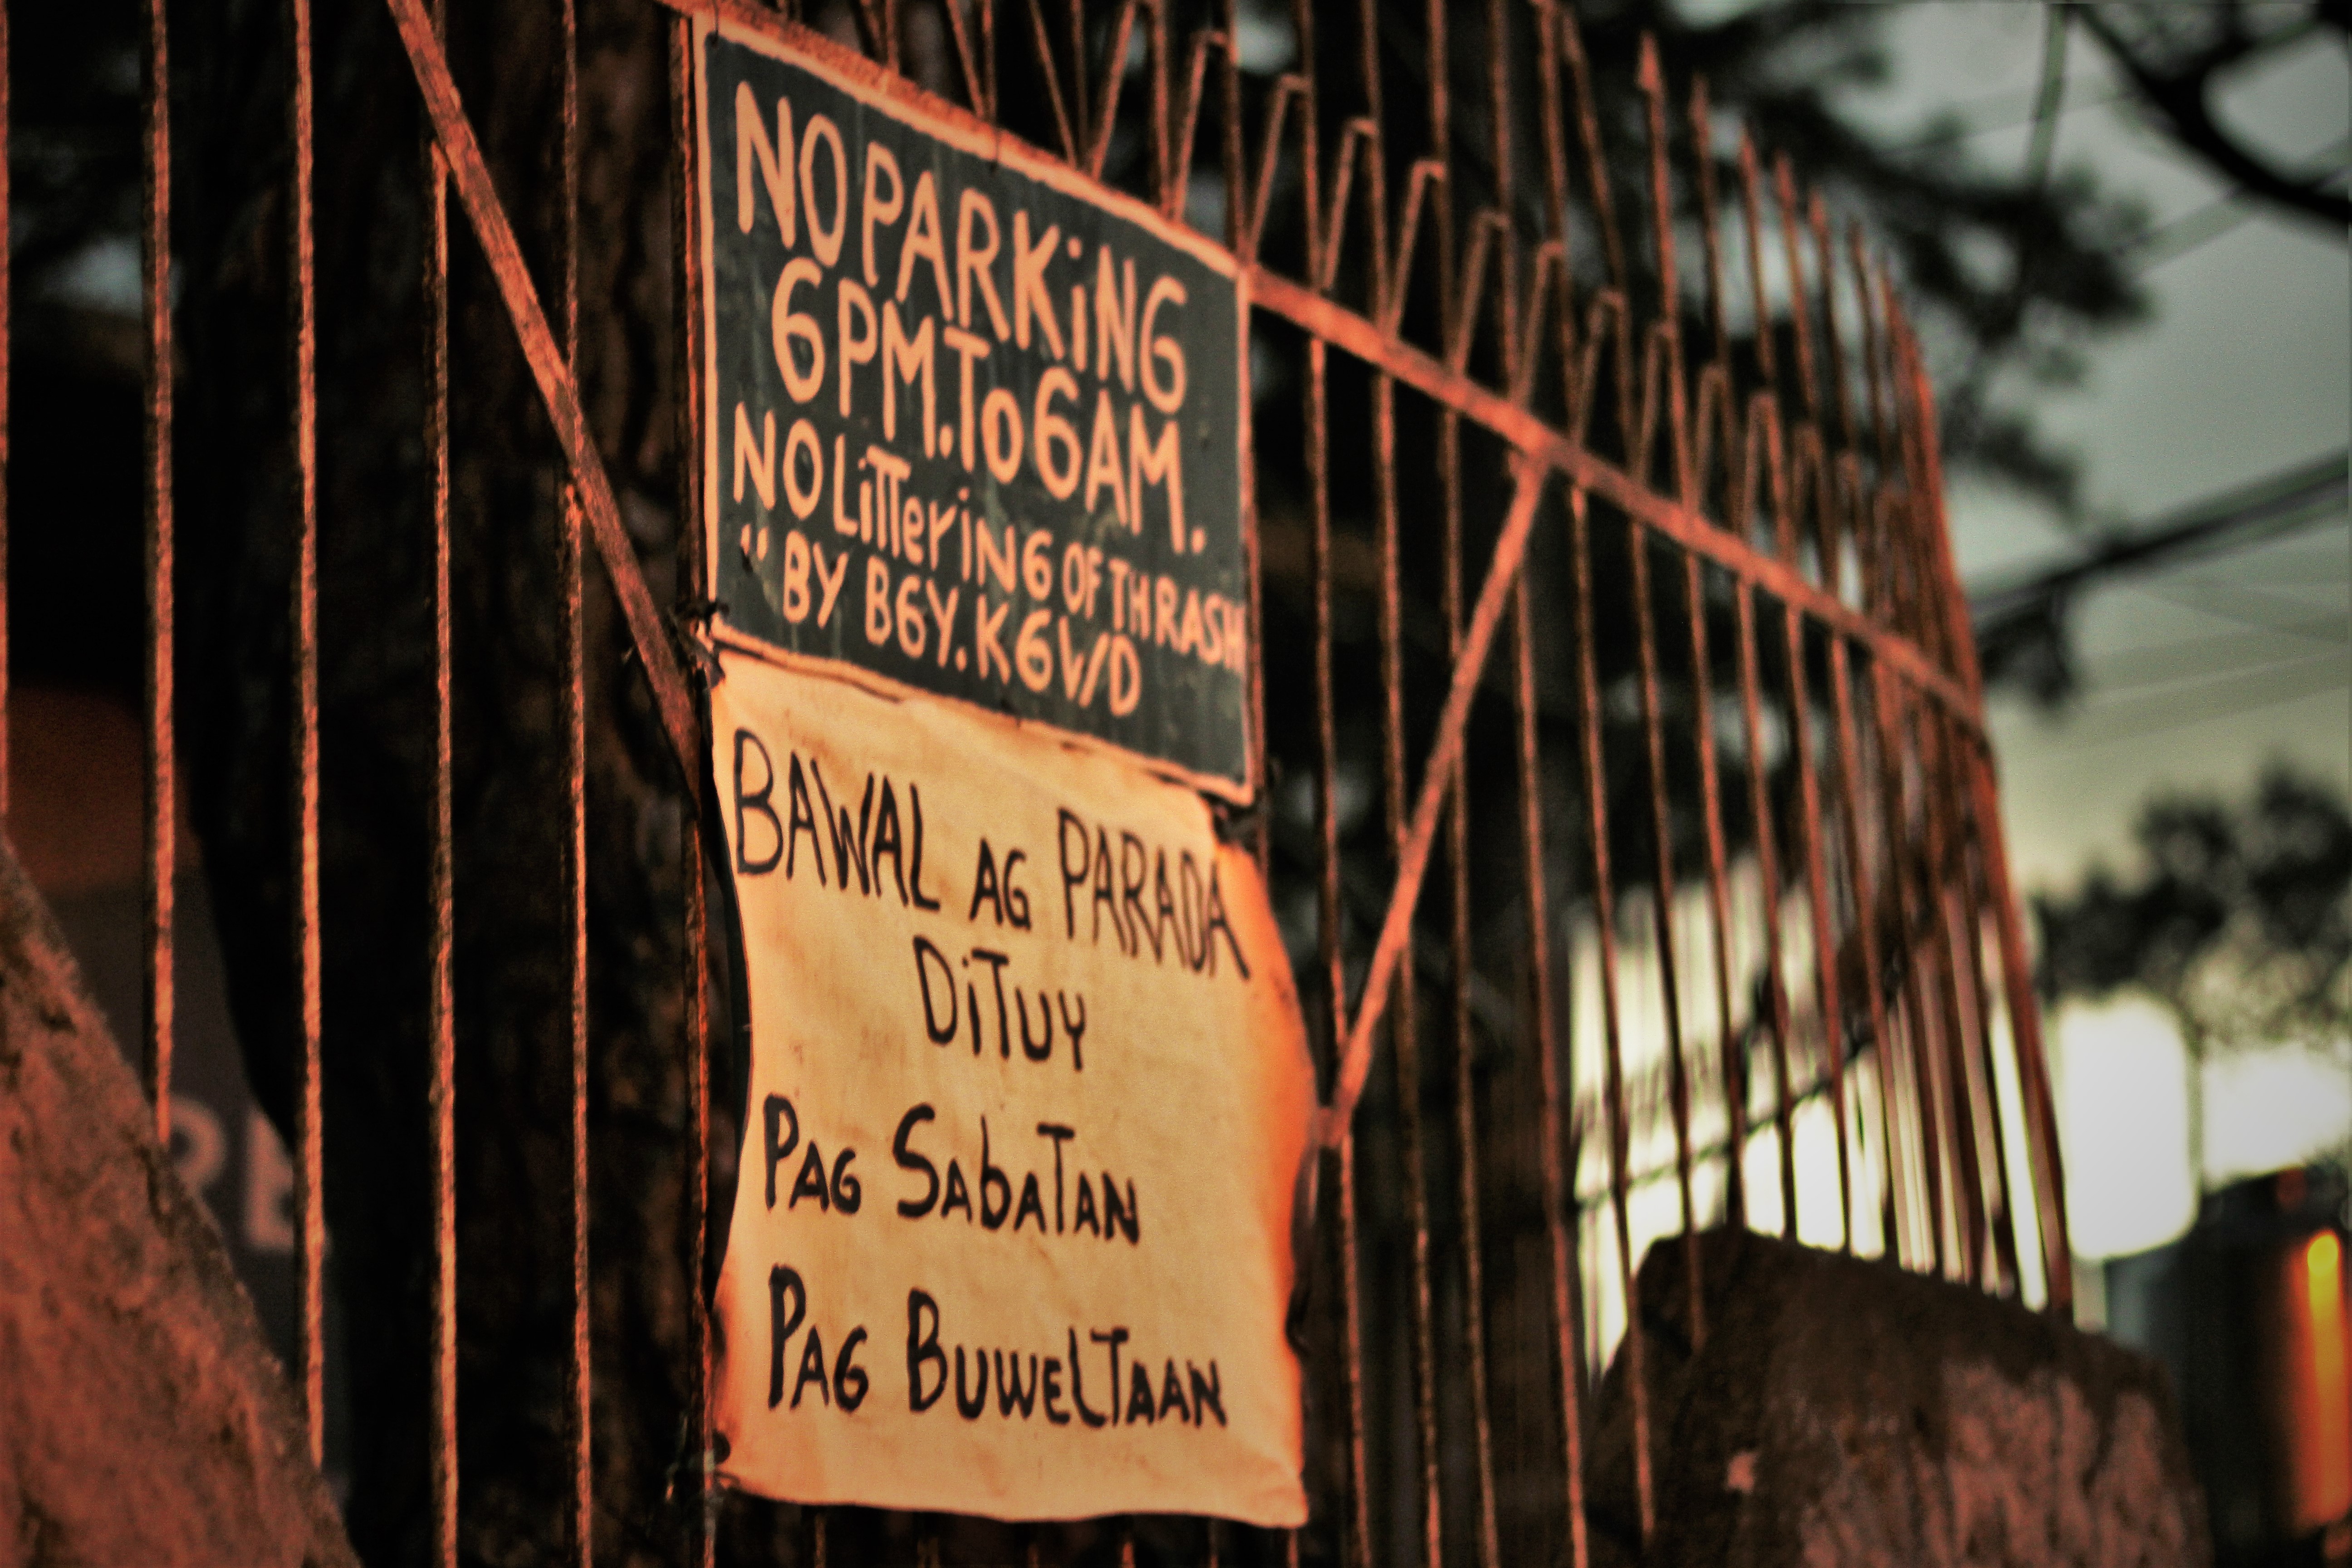 NO PARKiNG
6 PM. To 6 AM.
NO LiTTeriNG OF THRASH
" BY BGY. KGWD
BAWAL AG PARADA
DiTUY
PAG SAbATAN
PAG BUWELTAAN